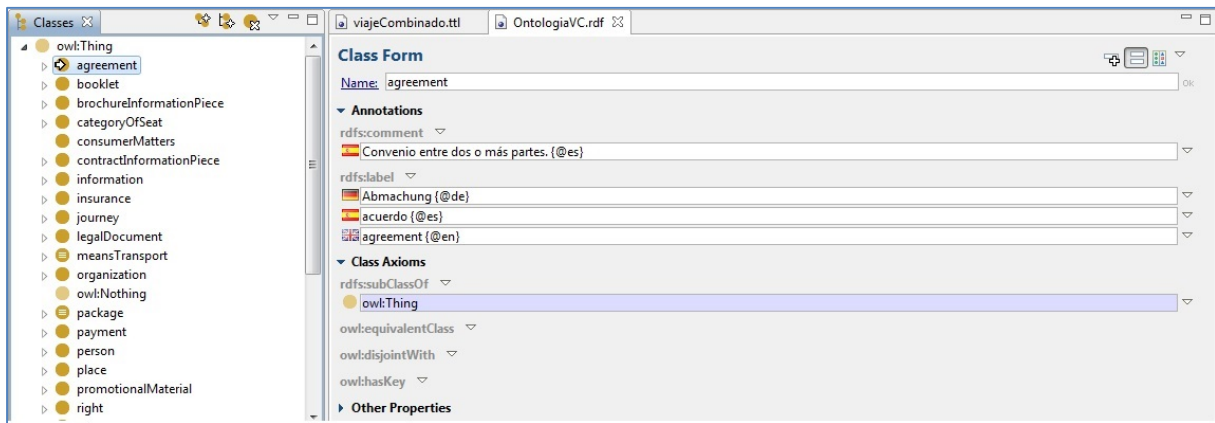 Classes
owl:Thing
agreement
booklet
brochureInformationPiece
categoryOfSeat
consumerMatters
contractInformationPiece
information
insurance
journey
legalDocument
meansTransport
organization
owl:Nothing
package
payment
person
place
promotionalMaterial
right
viajeCombinado.ttl
OntologiaVC.rdf
Class Form
Name: agreement
Ok
Annotations
rdfs:comment
Convenio entre dos o más partes. {@es}
rdfs:label
Abmachung {@de}
acuerdo {@es}
agreement {@en}
Class Axioms
rdfs:subClassOf
owl:Thing
owl:equivalentClass
owl:disjointWith
owl:hasKey
Other Properties